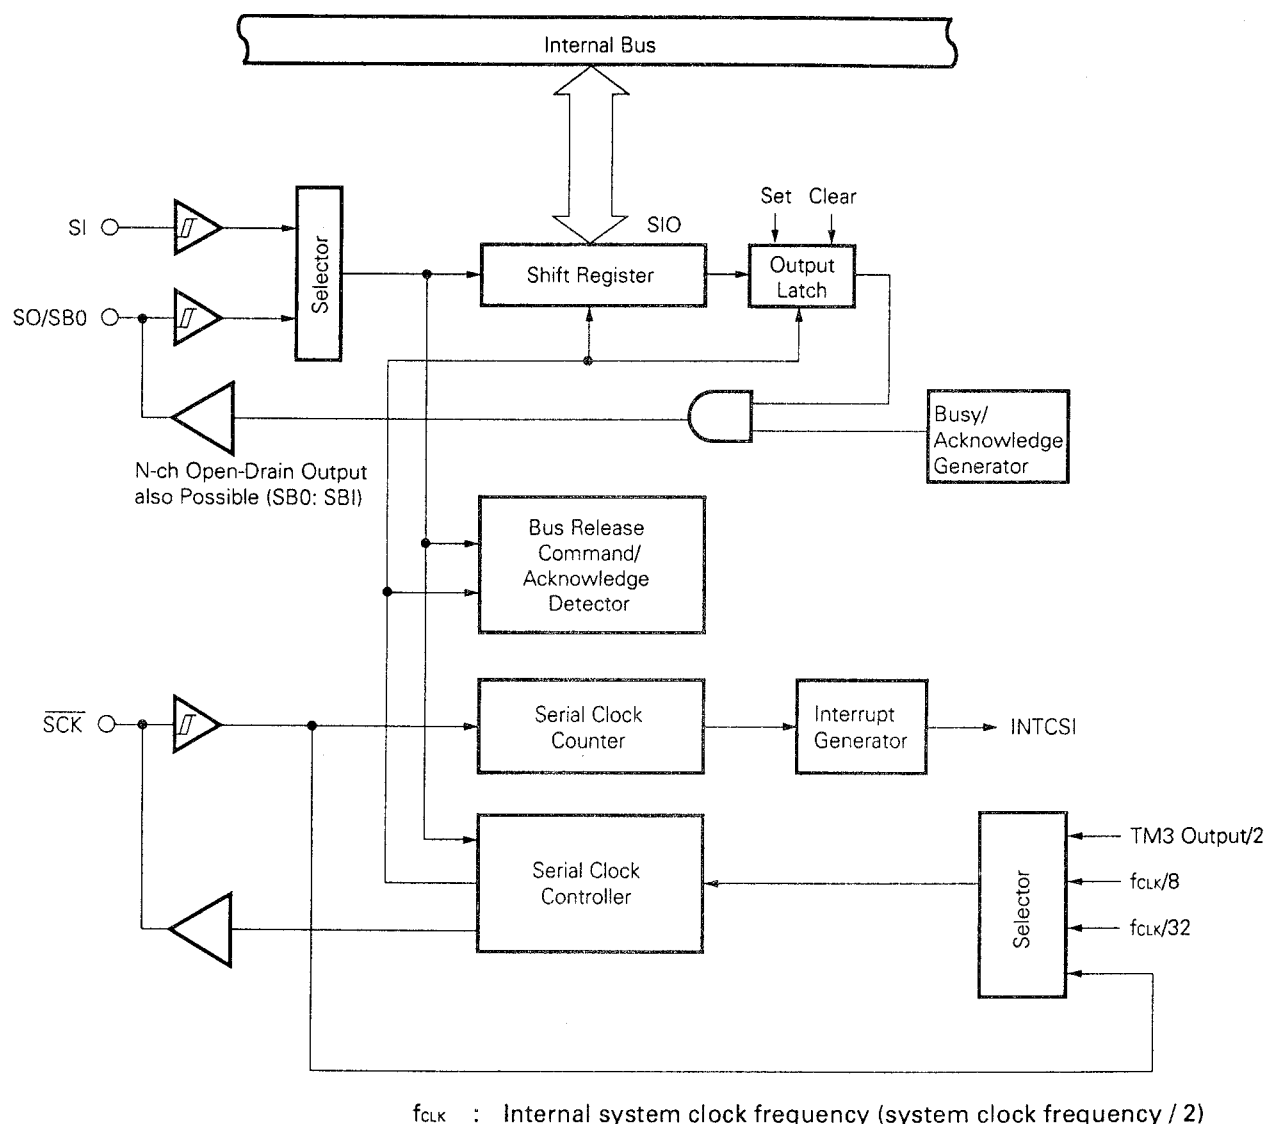 Internal Bus
Set Clear
SI
SIO
Selector
Shift Register
Output
Latch
SO/SB0
Busy/
Acknowledge
Generator
N-ch Open-Drain Output
also Possible (SB0: SBI)
Bus Release
Command/
Acknowledge
Detector
SCK
Serial Clock
Counter
Interrupt
Generator
INTCSI
Serial Clock
Controller
Selector
TM3 Output/2
fCLK/8
fCLK/32
fCLK : Internal system clock frequency (system clock frequency / 2)